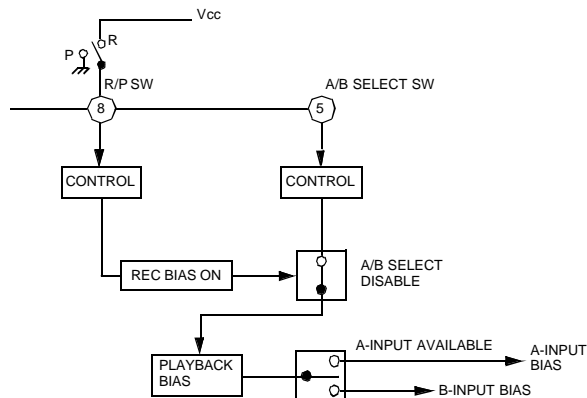 Vcc
R
P
R/P SW
A/B SELECT SW
8
5
CONTROL
CONTROL
REC BIAS ON
A/B SELECT
DISABLE
A-INPUT AVAILABLE
A-INPUT
BIAS
PLAYBACK
BIAS
B-INPUT BIAS